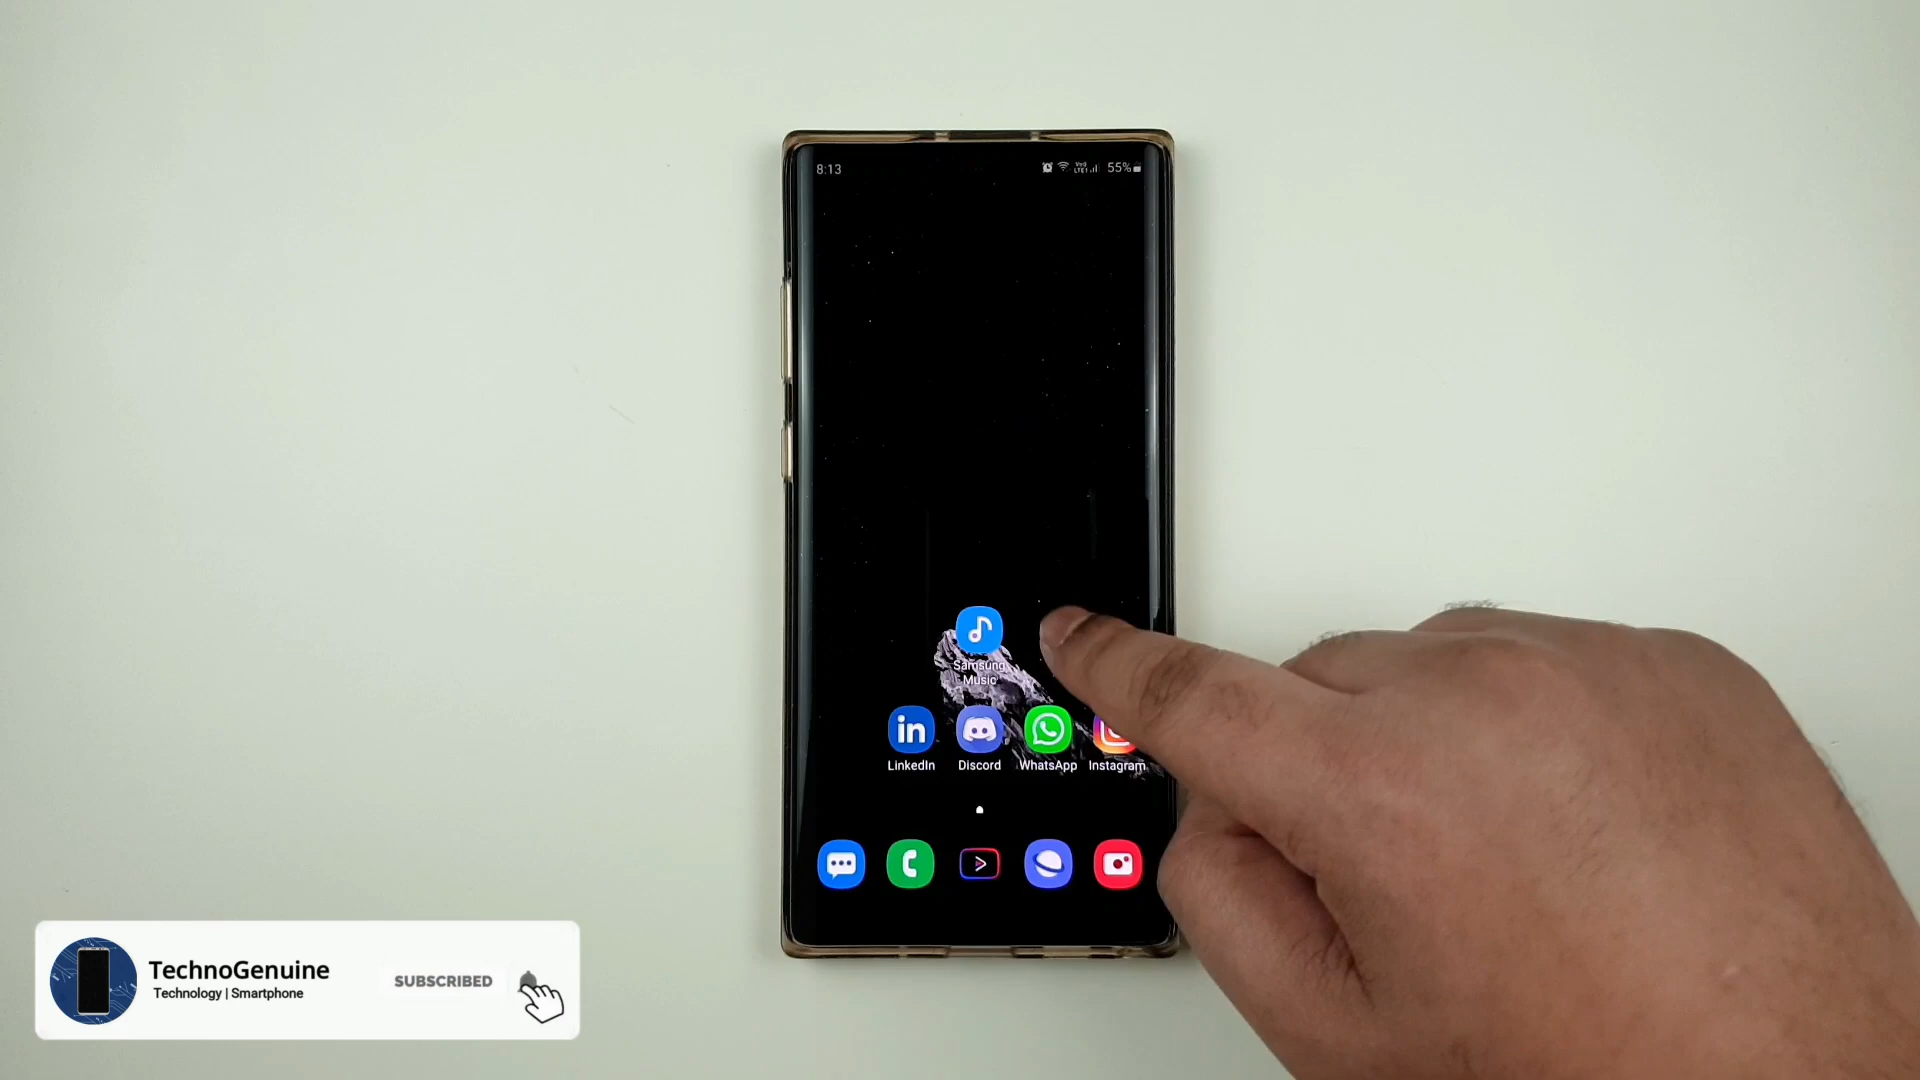 8:13
55%
Samsung
Music
LinkedIn
Discord
WhatsApp
Instagram
TechnoGenuine
Technology | Smartphone
SUBSCRIBED